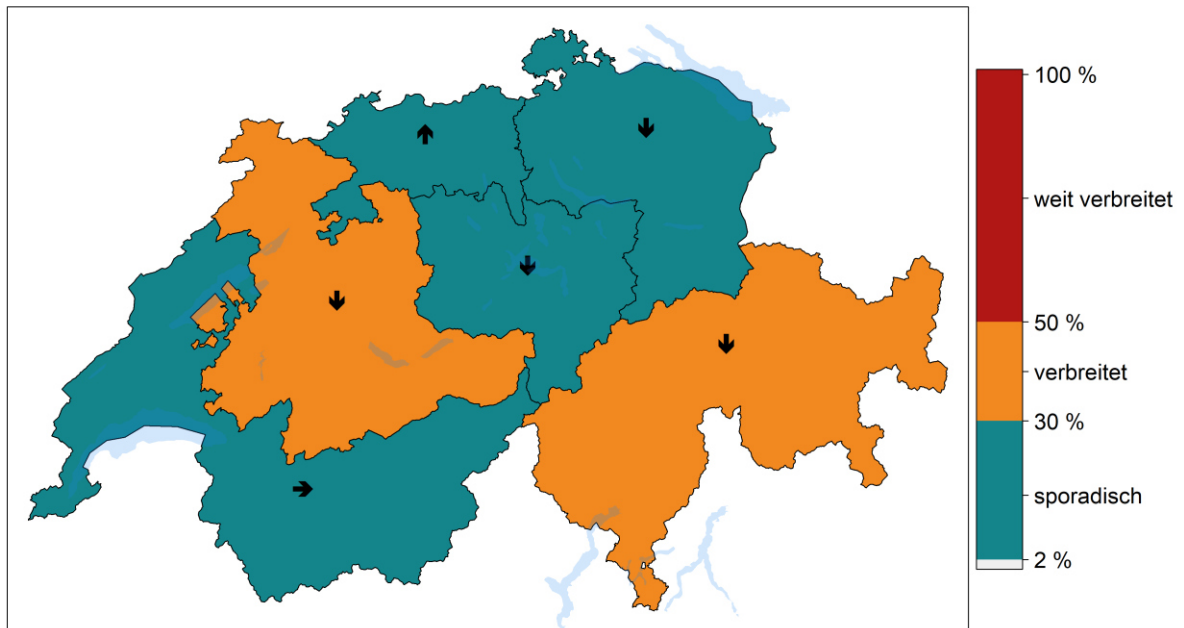 100 %
weit verbreitet
50 %
verbreitet
30 %
sporadisch
2 %